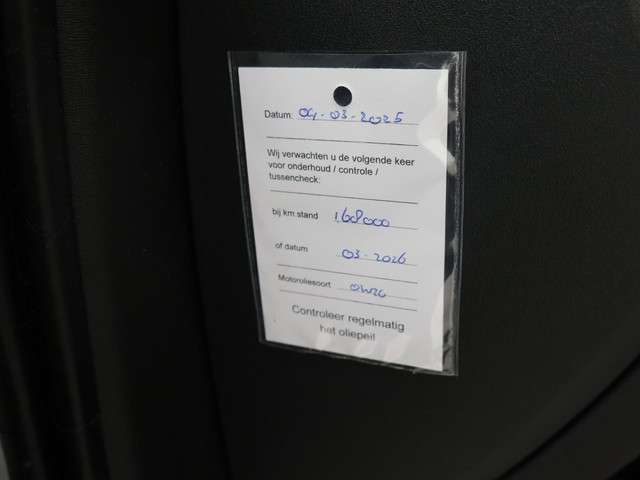 Datum: 04-03-2025
Wij verwachten u de volgende keer
voor onderhoud / controle /
tussencheck:
bij km.stand 168000
of datum 03-2026
Motoroliesoort 0W20
Controleer regelmatig
het oliepeil